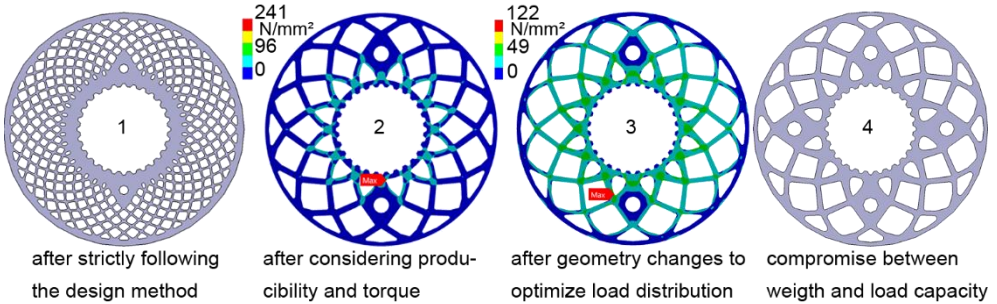 241
N/mm²
96
0
122
N/mm²
49
0
1
2
3
4
Max
Max
after strictly following
the design method
after considering produ-
cibility and torque
after geometry changes to
optimize load distribution
compromise between
weigth and load capacity